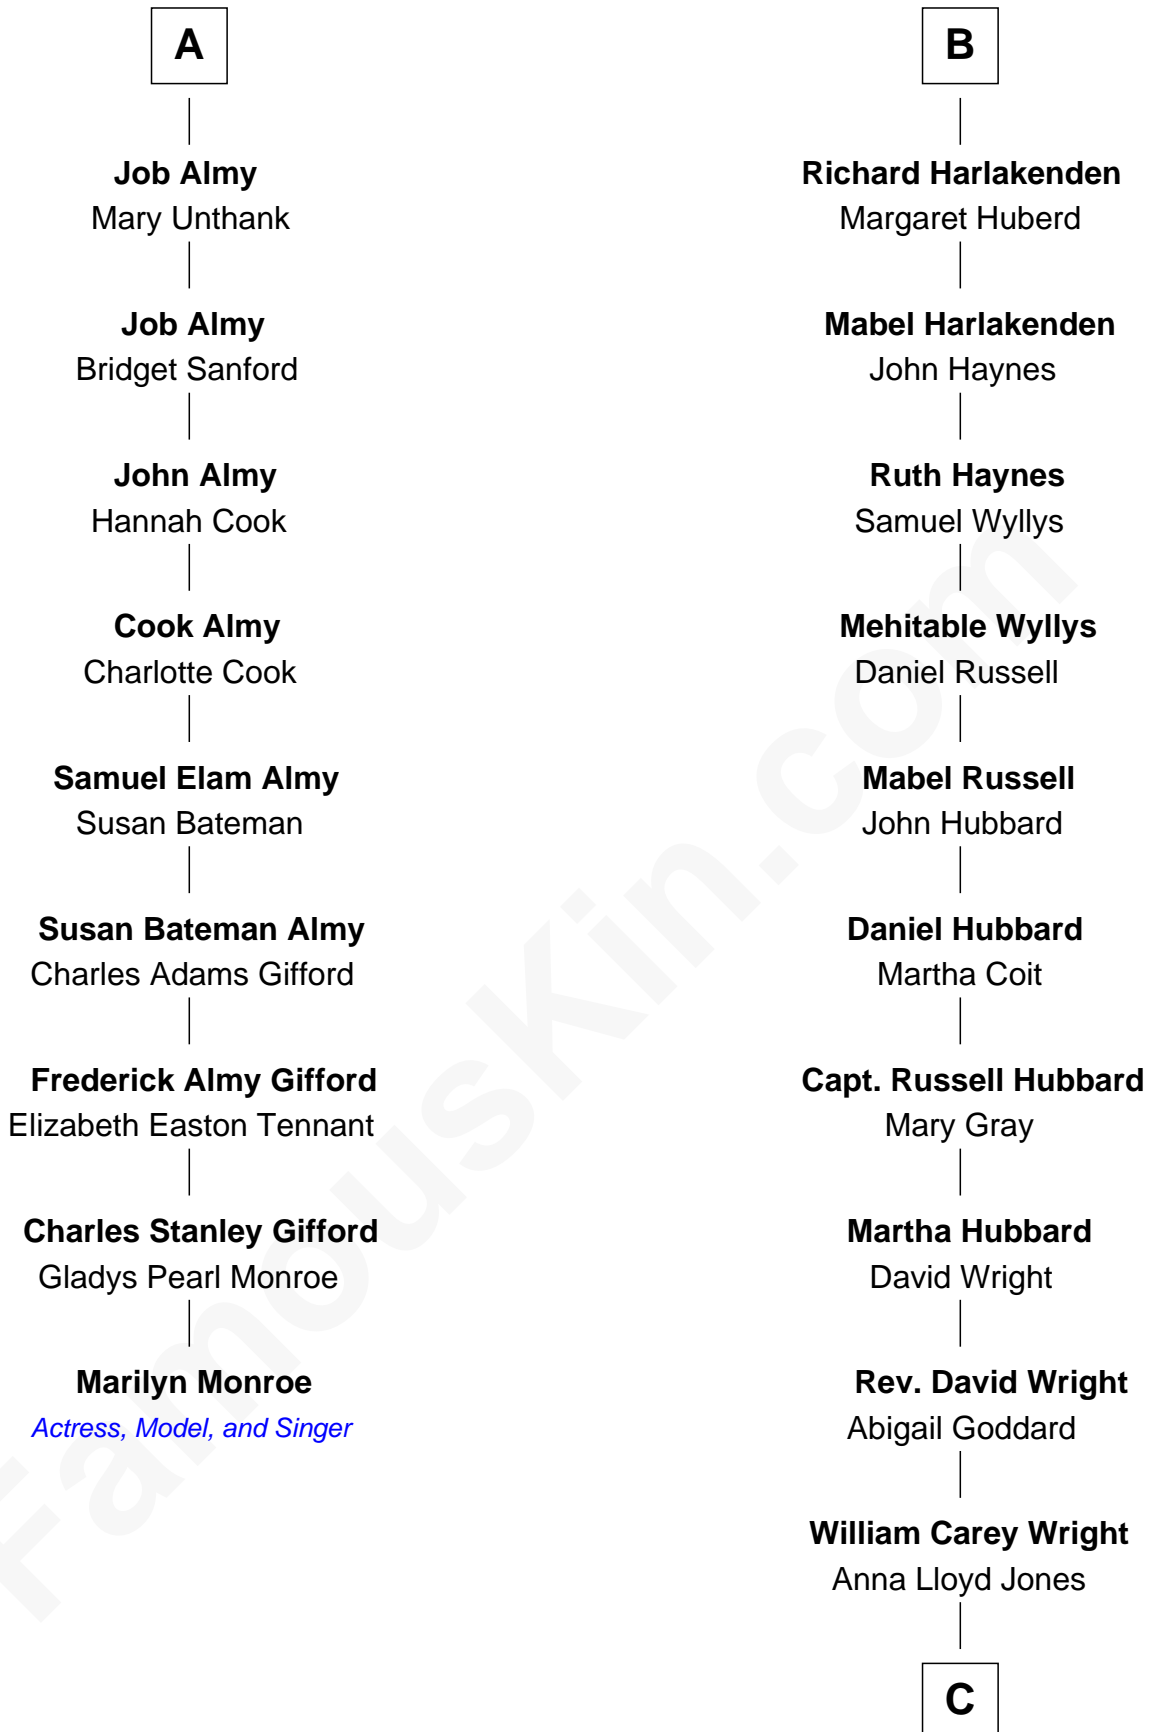 A
Job Almy
Mary Unthank
Job Almy
Bridget Sanford
John Almy
Hannah Cook
Cook Almy
Charlotte Cook
Samuel Elam Almy
Susan Bateman
Susan Bateman Almy
Charles Adams Gifford
Frederick Almy Gifford
Elizabeth Easton Tennant
Charles Stanley Gifford
Gladys Pearl Monroe
Marilyn Monroe
Actress, Model, and Singer
B
Richard Harlakenden
Margaret Huberd
Mabel Harlakenden
John Haynes
Ruth Haynes
Samuel Wyllys
Mehitable Wyllys
Daniel Russell
Mabel Russell
John Hubbard
Daniel Hubbard
Martha Coit
Capt. Russell Hubbard
Mary Gray
Martha Hubbard
David Wright
Rev. David Wright
Abigail Goddard
William Carey Wright
Anna Lloyd Jones
C
FamousKin.com